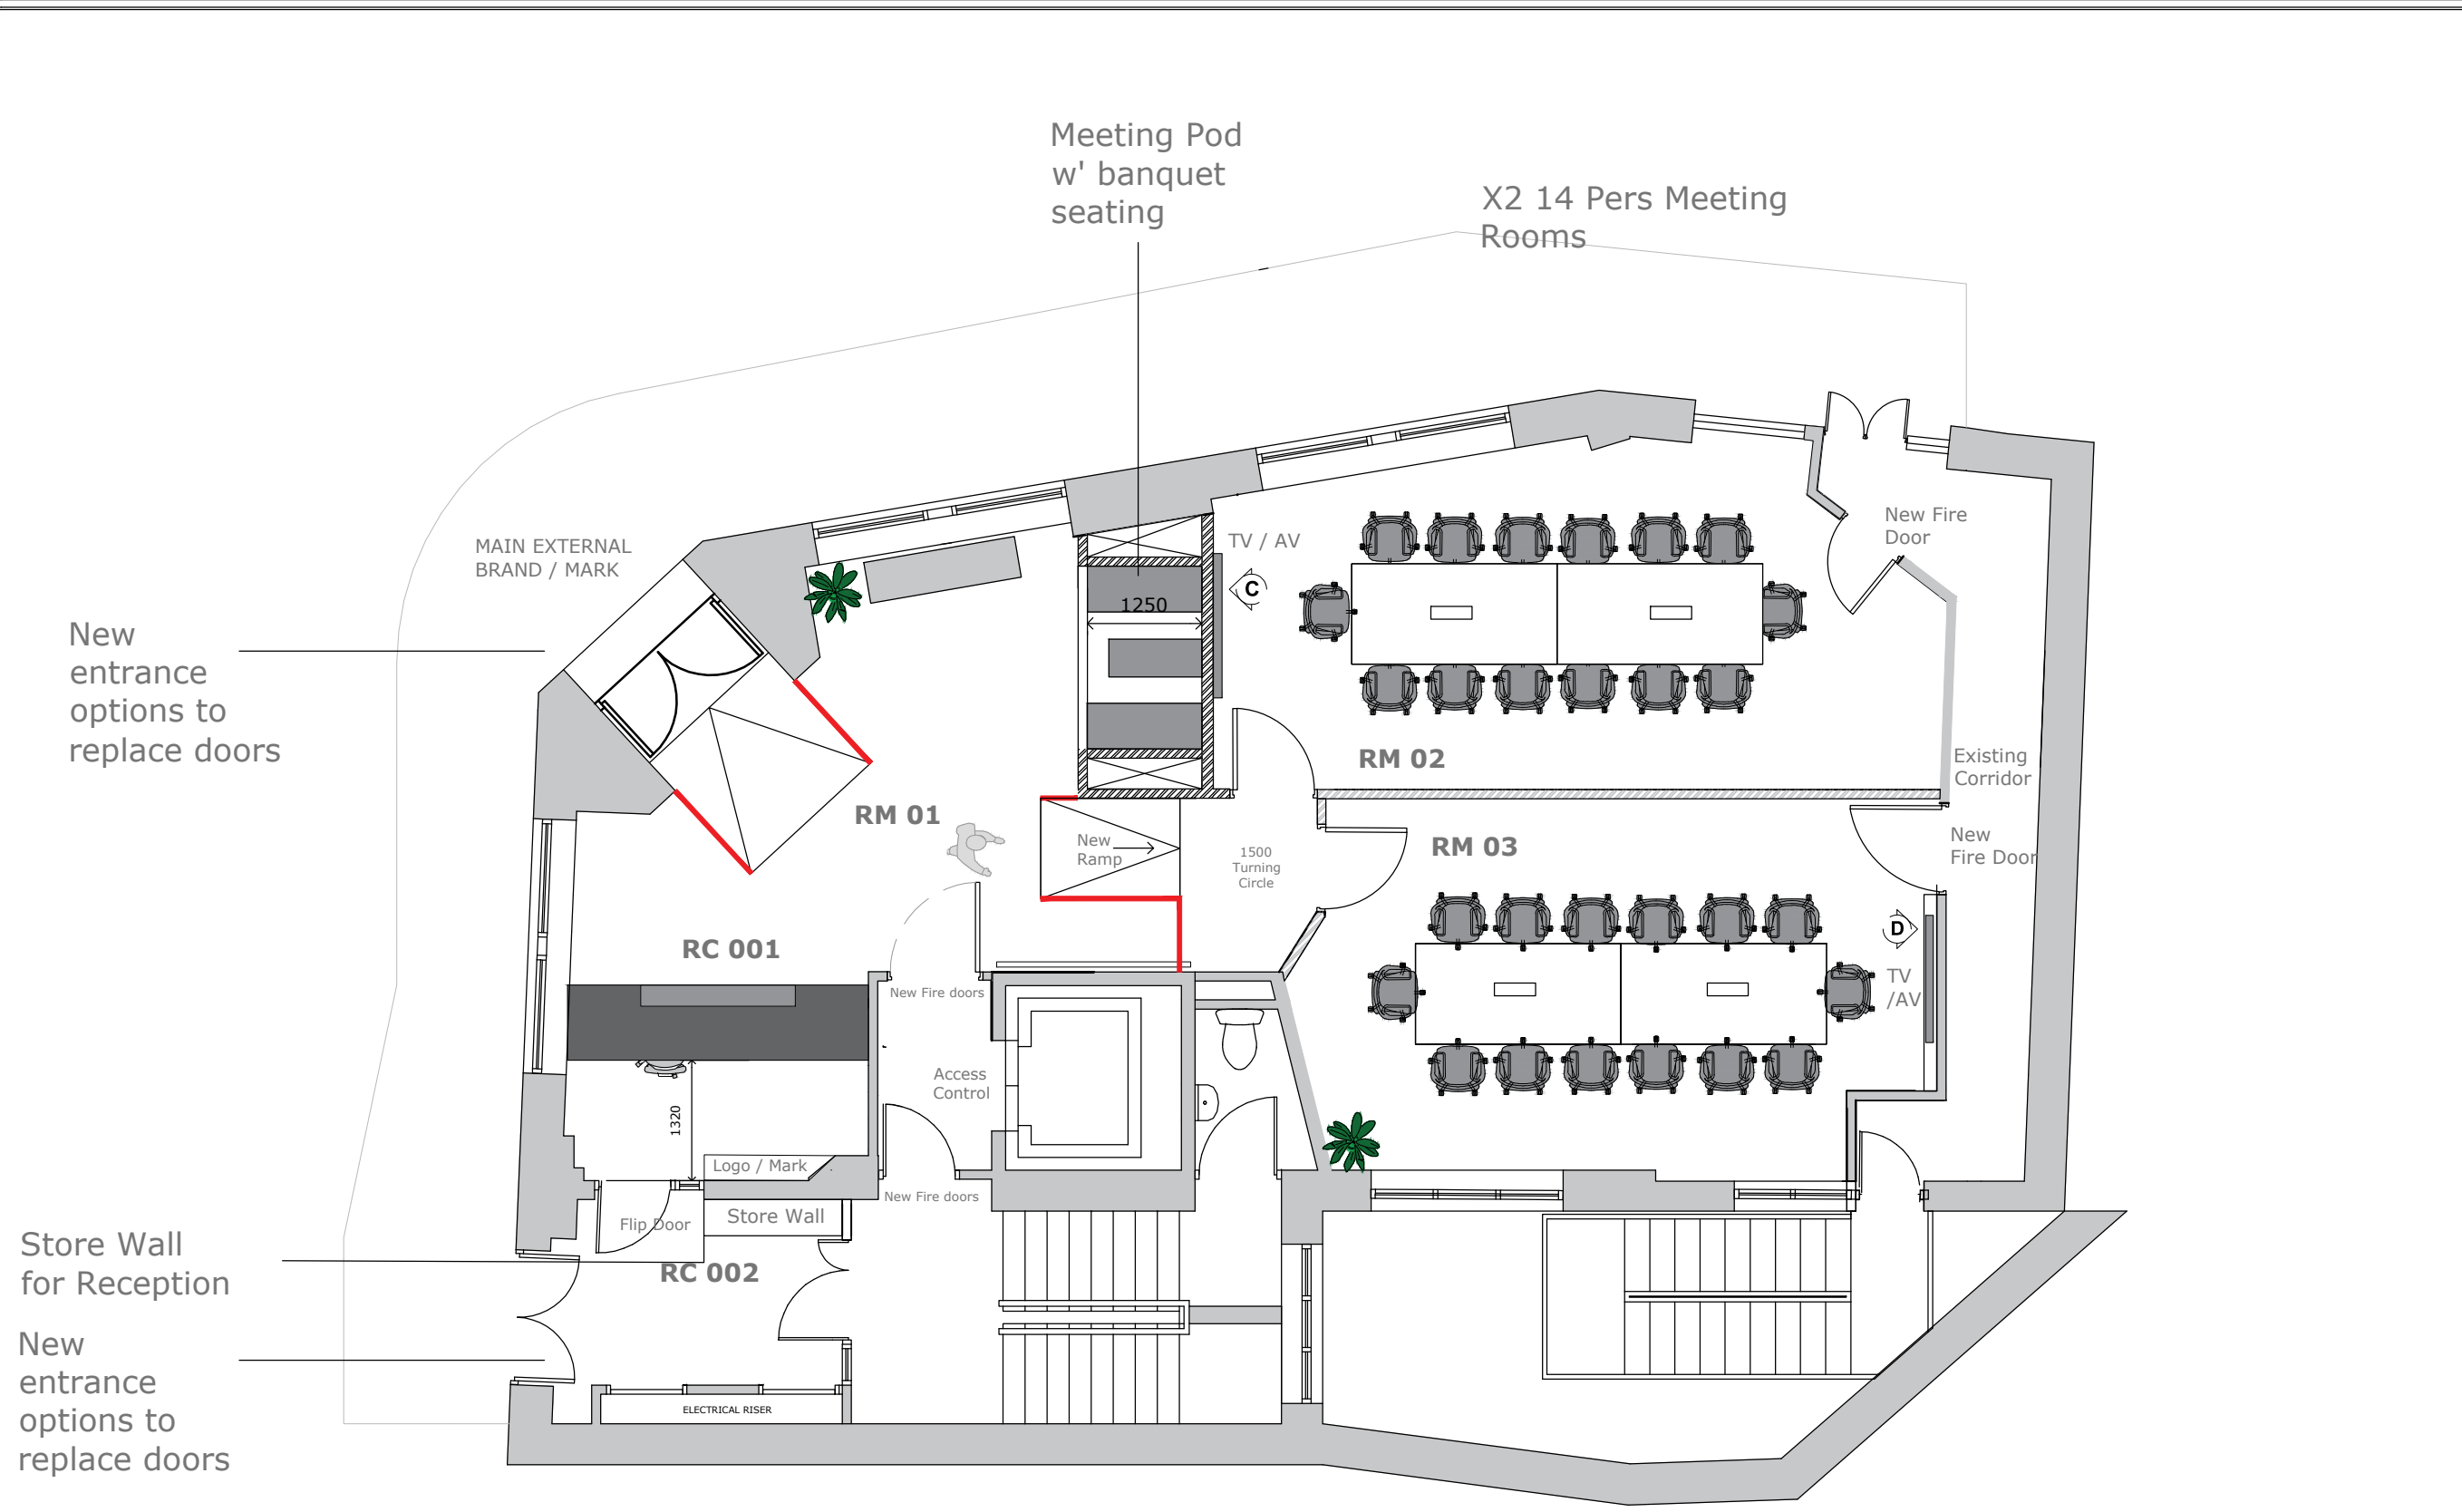 Meeting Pod
w' banquet
seating
X2 14 Pers Meeting
Rooms
MAIN EXTERNAL
BRAND / MARK
New
entrance
options to
replace doors
TV / AV
C
1250
New Fire
Door
RM 02
Existing
Corridor
RM 01
New
Ramp
1500
Turning
Circle
RM 03
New
Fire Door
RC 001
D
TV
/AV
New Fire doors
Access
Control
1320
Logo / Mark
New Fire doors
Flip Door
Store Wall
Store Wall
for Reception
RC 002
New
entrance
options to
replace doors
ELECTRICAL RISER